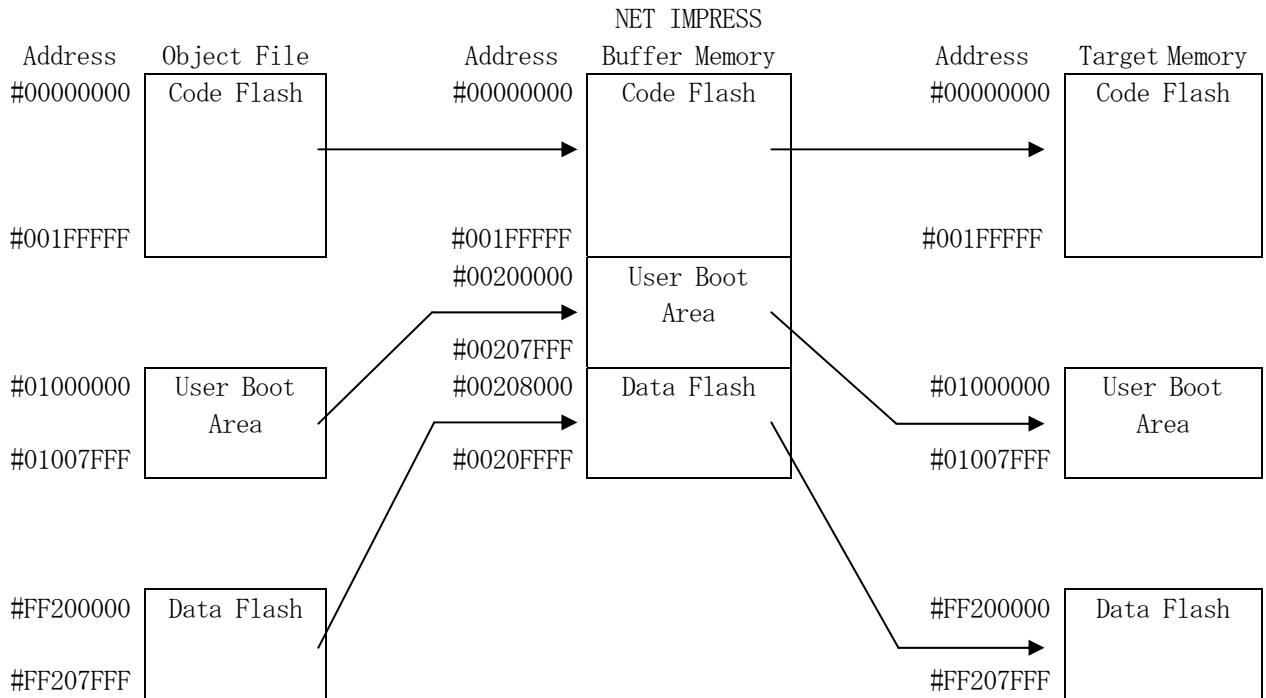 NET IMPRESS
Address Object File Address Buffer Memory Address Target Memory
#00000000 Code Flash #00000000 Code Flash #00000000 Code Flash
#001FFFFF #001FFFFF #001FFFFF
#00200000 User Boot
Area
#00207FFF
#01000000 User Boot #00208000 Data Flash #01000000 User Boot
Area Area
#01007FFF #0020FFFF #01007FFF
#FF200000 Data Flash #FF200000 Data Flash
#FF207FFF #FF207FFF